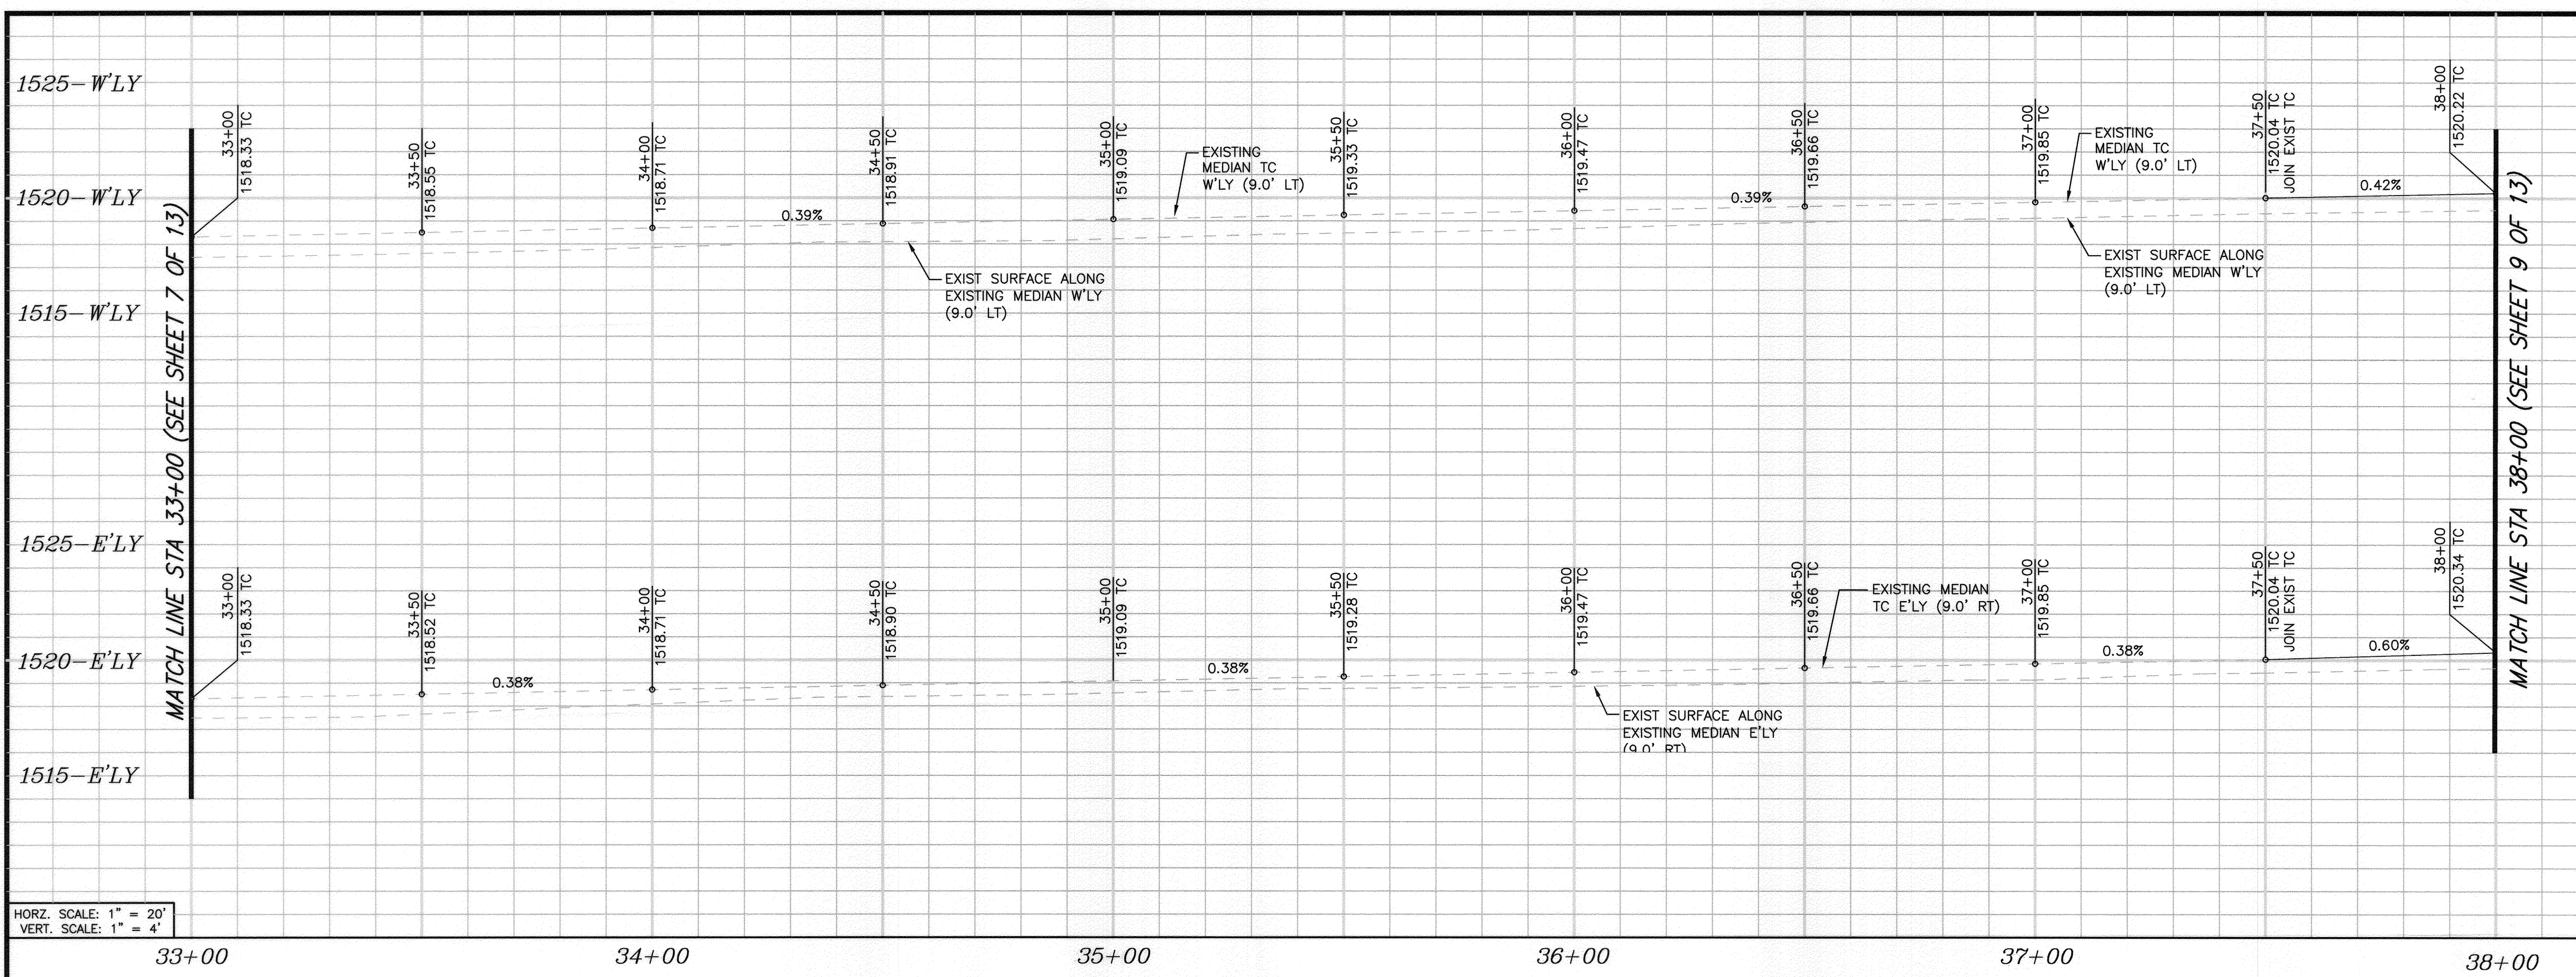 1525-W'LY
1520-W'LY
1515-W'LY
MATCH LINE STA 33+00 (SEE SHEET 7 OF 13)
33+00
1518.33 TC
33+50
1518.55 TC
34+00
1518.71 TC
0.39%
34+50
1518.91 TC
EXIST SURFACE ALONG
EXISTING MEDIAN W'LY
(9.0' LT)
35+00
1519.09 TC
EXISTING
MEDIAN TC
W'LY (9.0' LT)
35+50
1519.33 TC
36+00
1519.47 TC
0.39%
36+50
1519.66 TC
37+00
1519.85 TC
EXISTING
MEDIAN TC
W'LY (9.0' LT)
EXIST SURFACE ALONG
EXISTING MEDIAN W'LY
(9.0' LT)
37+50
1520.04 TC
JOIN EXIST TC
0.42%
38+00
1520.22 TC
MATCH LINE STA 38+00 (SEE SHEET 9 OF 13)
1525-E'LY
1520-E'LY
1515-E'LY
33+00
1518.33 TC
33+50
1518.52 TC
0.38%
34+00
1518.71 TC
34+50
1518.90 TC
35+00
1519.09 TC
0.38%
35+50
1519.28 TC
36+00
1519.47 TC
EXIST SURFACE ALONG
EXISTING MEDIAN E'LY
(9.0' RT)
36+50
1519.66 TC
EXISTING MEDIAN
TC E'LY (9.0' RT)
37+00
1519.85 TC
0.38%
37+50
1520.04 TC
JOIN EXIST TC
0.60%
38+00
1520.34 TC
HORZ. SCALE: 1" = 20'
VERT. SCALE: 1" = 4'
33+00
34+00
35+00
36+00
37+00
38+00